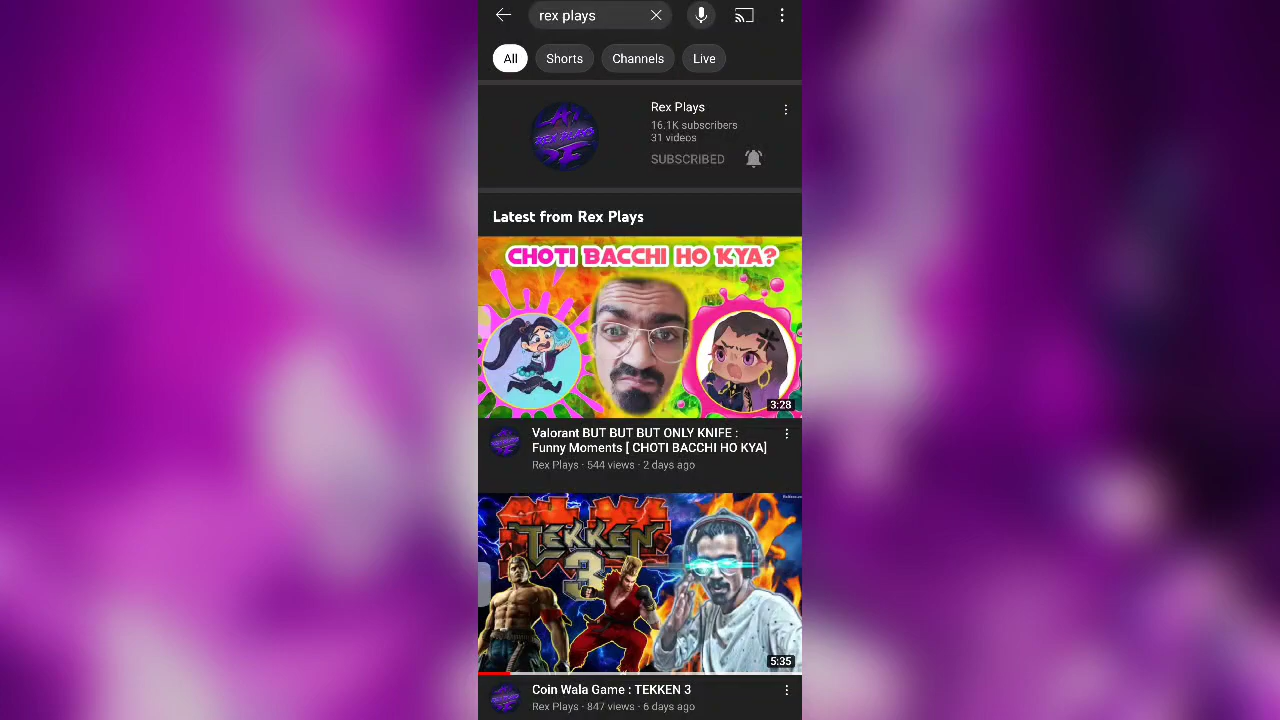 rex plays
All Shorts Channels Live
REX PLAYS
Rex Plays
16.1K subscribers
31 videos
SUBSCRIBED
Latest from Rex Plays
CHOTI BACCHI HO KYA?
3:28
Valorant BUT BUT BUT ONLY KNIFE :
Funny Moments [ CHOTI BACCHI HO KYA]
Rex Plays · 544 views · 2 days ago
TEKKEN
3
5:35
Coin Wala Game : TEKKEN 3
Rex Plays · 847 views · 6 days ago